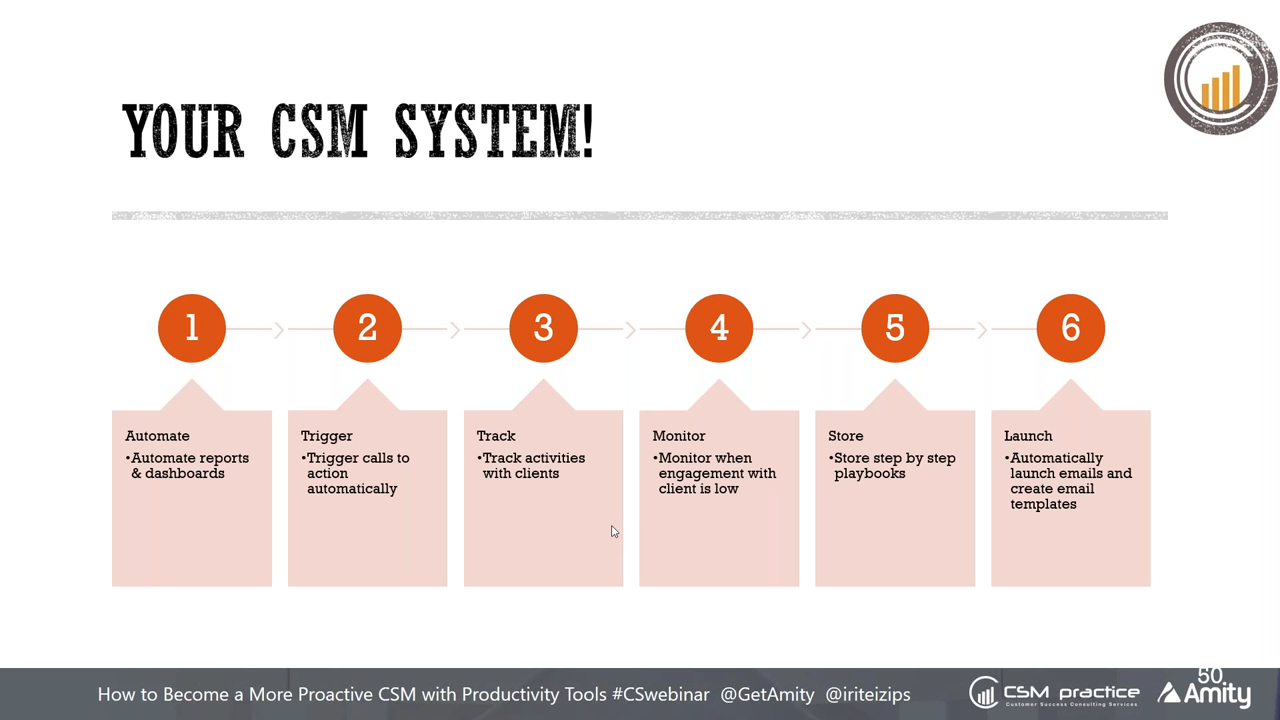 YOUR CSM SYSTEM!
1
2
3
4
5
6
Automate
•Automate reports
& dashboards
Trigger
•Trigger calls to
action
automatically
Track
•Track activities
with clients
Monitor
•Monitor when
engagement with
client is low
Store
•Store step by step
playbooks
Launch
•Automatically
launch emails and
create email
templates
How to Become a More Proactive CSM with Productivity Tools #CSwebinar @GetAmity @iriteizips
CSM practice
Customer Success Consulting Services
50
Amity